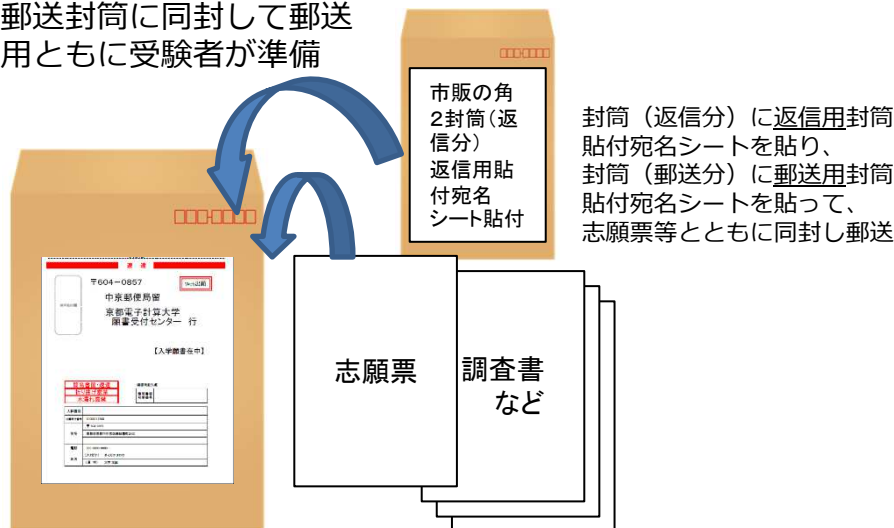 郵送封筒に同封して郵送
用ともに受験者が準備
市販の角
2封筒（返
信分）
返信用貼
付宛名
シート貼付
封筒（返信分）に返信用封筒
貼付宛名シートを貼り、
封筒（郵送分）に郵送用封筒
貼付宛名シートを貼って、
志願票等とともに同封し郵送
速達
〒604－0857
Web出願
中京郵便局留
京都電子計算大学
願書受付センター 行
【入学願書在中】
志願票
調査書
など